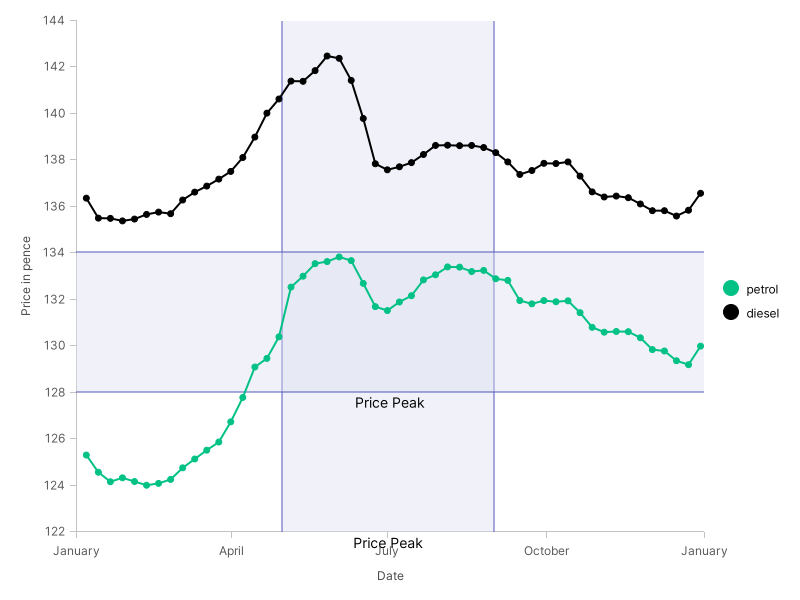 144
142
140
138
136
134
132
130
128
126
124
122
Price in pence
Price Peak
Price Peak
January
April
July
October
January
Date
petrol
diesel